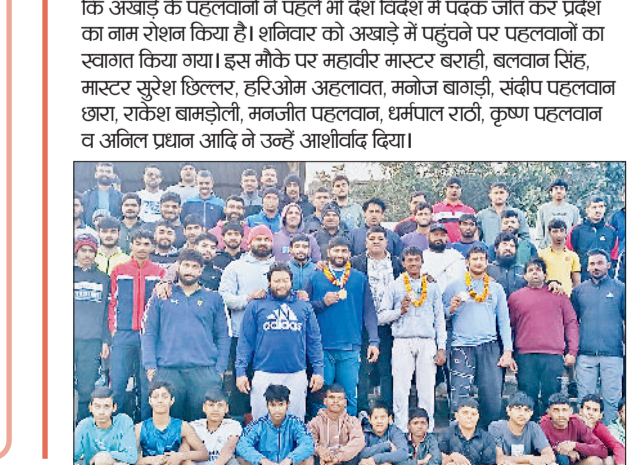 कि अखाड़े के पहलवानों ने पहले भी देश विदेश में पदक जीत कर प्रदेश
का नाम रोशन किया है। शनिवार को अखाड़े में पहुंचने पर पहलवानों का
स्वागत किया गया। इस मौके पर महावीर मास्टर बराही, बलवान सिंह,
मास्टर सुरेश छिल्लर, हरिओम अहलावत, मनोज बागड़ी, संदीप पहलवान
छारा, राकेश बामड़ोली, मनजीत पहलवान, धर्मपाल राठी, कृष्ण पहलवान
व अनिल प्रधान आदि ने उन्हें आशीर्वाद दिया।
adidas